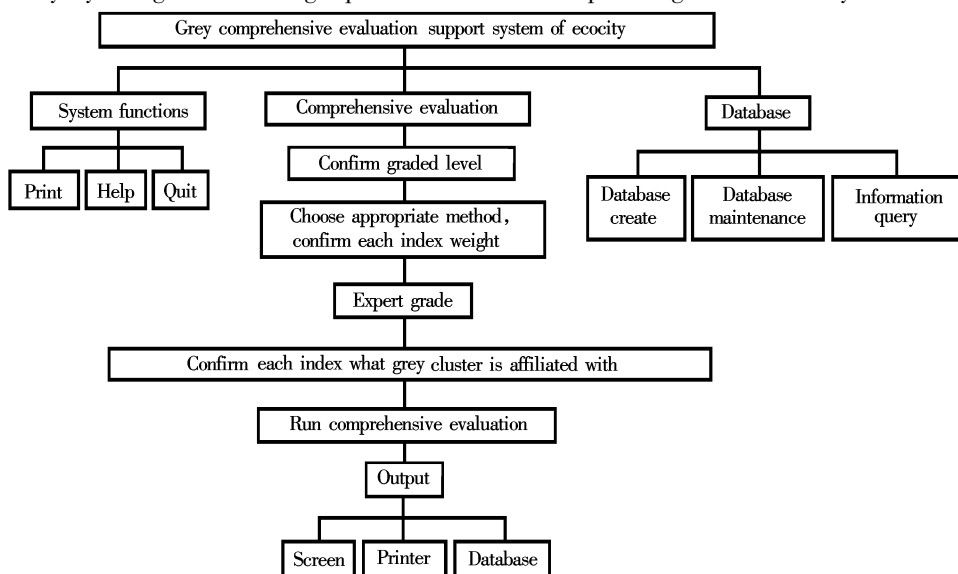 Grey comprehensive evaluation support system of ecocity
System functions
Comprehensive evaluation
Database
Confirm graded level
Print
Help
Quit
Choose appropriate method,
confirm each index weight
Database
create
Database
maintenance
Information
query
Expert grade
Confirm each index what grey cluster is affiliated with
Run comprehensive evaluation
Output
Screen
Printer
Database